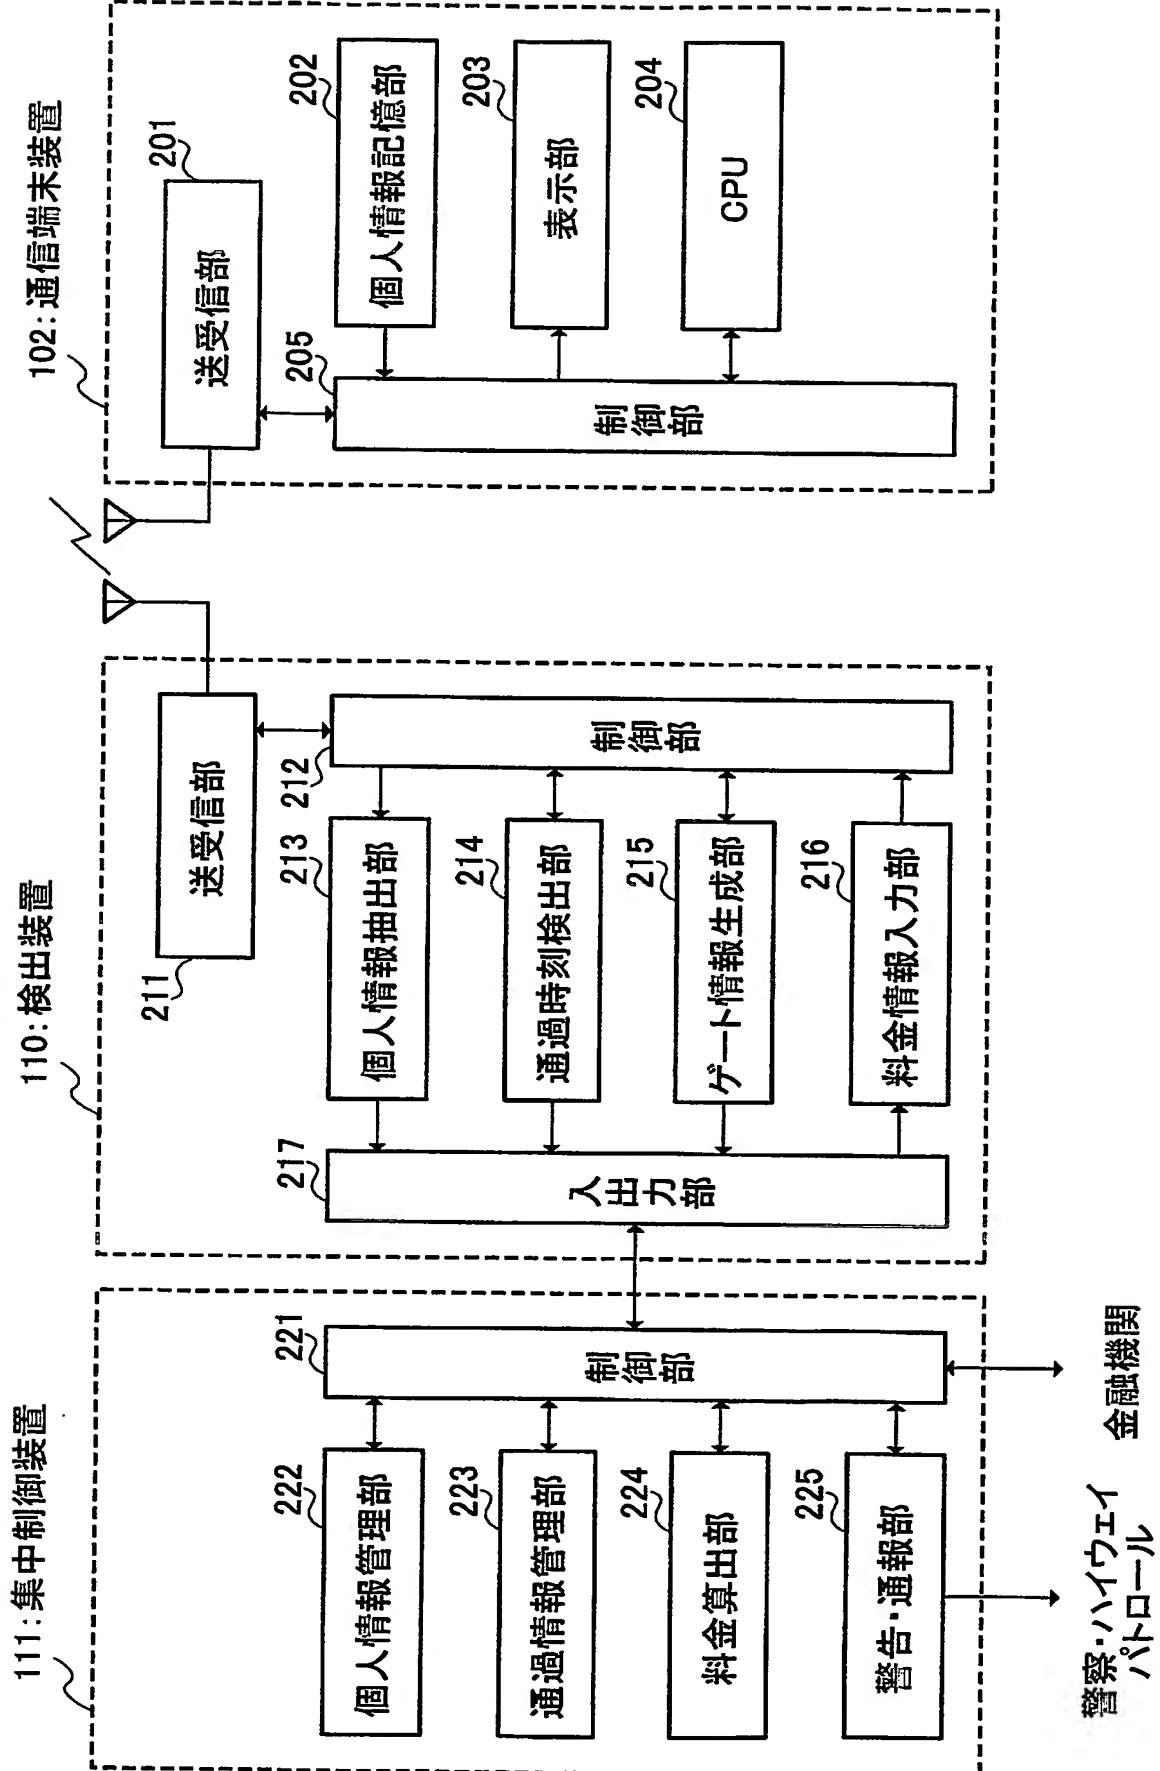 111:集中制御装置
222
個人情報管理部
223
通過情報管理部
224
料金算出部
225
警告・通報部
221
制御部
警察・ハイウェイ
パトロール
金融機関
110:検出装置
211
送受信部
217
入出力部
213
個人情報抽出部
214
通過時刻検出部
215
ゲート情報生成部
216
料金情報入力部
212
制御部
102:通信端末装置
201
送受信部
205
制御部
202
個人情報記憶部
203
表示部
204
CPU